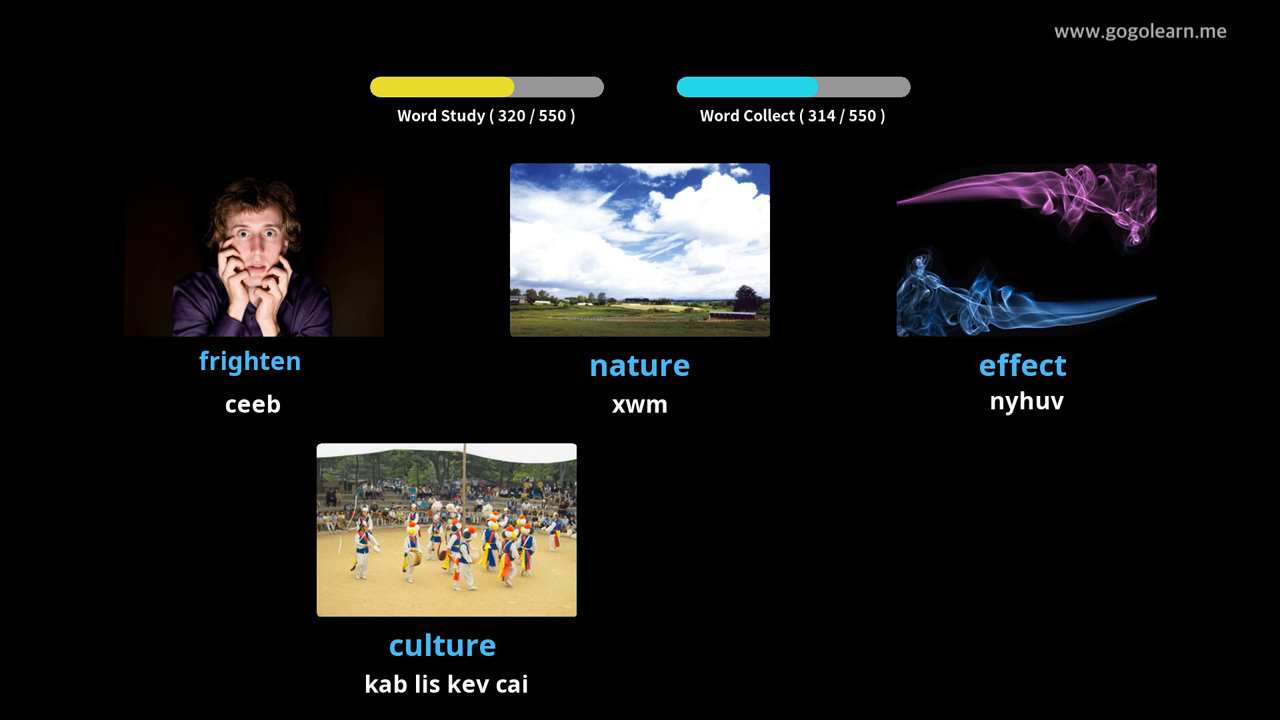 www.gogolearn.me
Word Study ( 320 / 550 )
Word Collect ( 314 / 550 )
frighten
ceeb
nature
xwm
effect
nyhuv
culture
kab lis kev cai